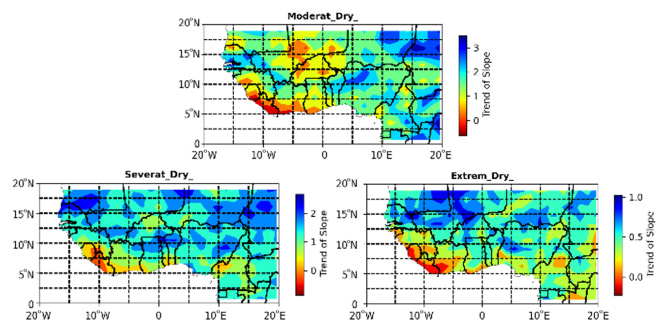 Moderat_Dry_
20°N
15°N
10°N
5°N
0
20°W
10°W
0
10°E
20°E
3
2
1
0
Trend of Slope
Severat_Dry_
20°N
15°N
10°N
5°N
0
20°W
10°W
0
10°E
20°E
2
1
0
Trend of Slope
Extrem_Dry_
20°N
15°N
10°N
5°N
0
20°W
10°W
0
10°E
20°E
1.0
0.5
0.0
Trend of Slope